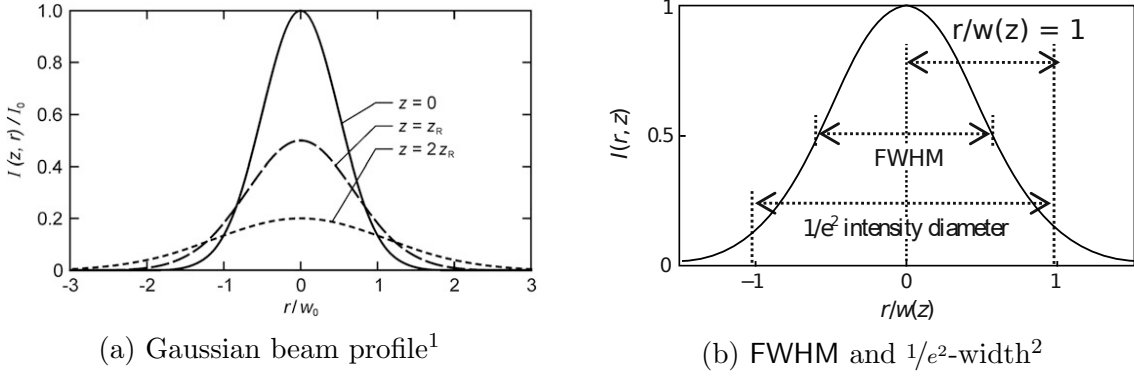 I (z, r) / I₀
1.0
0.8
0.6
0.4
0.2
0
z = 0
z = zR
z = 2 zR
-3 -2 -1 0 1 2 3
r / w₀
(a) Gaussian beam profile¹
I(r, z)
1
0.5
0
r/w(z) = 1
FWHM
1/e² intensity diameter
−1 0 1
r/w(z)
(b) FWHM and 1/e²-width²